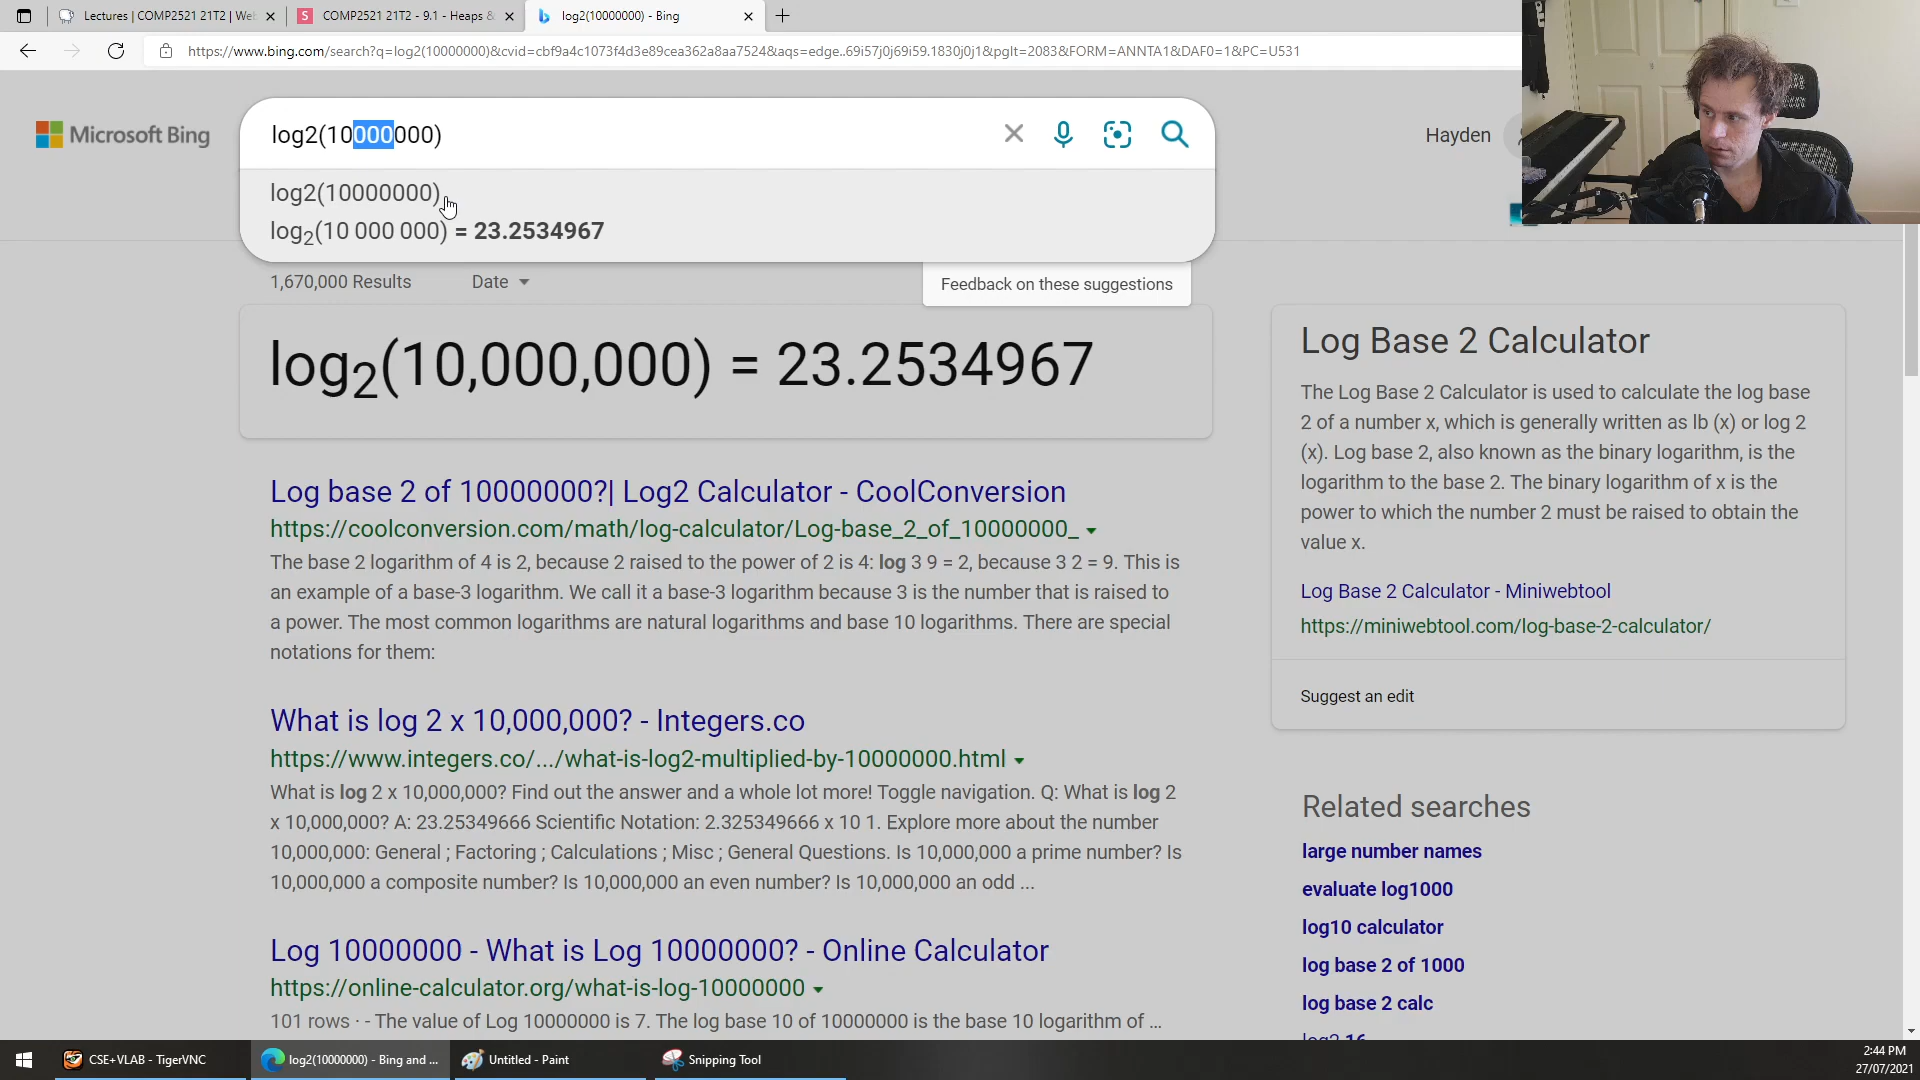 Lectures | COMP2521 21T2 | Web
COMP2521 21T2 - 9.1 - Heaps &
log2(10000000) - Bing
https://www.bing.com/search?q=log2(10000000)&cvid=cbf9a4c1073f4d3e89cea362a8aa7524&aqs=edge..69i57j0j69i59.1830j0j1&pglt=2083&FORM=ANNTA1&DAF0=1&PC=U531
Microsoft Bing
log2(10000000)
Hayden
log2(10000000)
log2(10 000 000) = 23.2534967
1,670,000 Results
Date
Feedback on these suggestions
log2(10,000,000) = 23.2534967
Log base 2 of 10000000?| Log2 Calculator - CoolConversion
https://coolconversion.com/math/log-calculator/Log-base_2_of_10000000_
The base 2 logarithm of 4 is 2, because 2 raised to the power of 2 is 4: log 3 9 = 2, because 3 2 = 9. This is
an example of a base-3 logarithm. We call it a base-3 logarithm because 3 is the number that is raised to
a power. The most common logarithms are natural logarithms and base 10 logarithms. There are special
notations for them:
What is log 2 x 10,000,000? - Integers.co
https://www.integers.co/.../what-is-log2-multiplied-by-10000000.html
What is log 2 x 10,000,000? Find out the answer and a whole lot more! Toggle navigation. Q: What is log 2
x 10,000,000? A: 23.25349666 Scientific Notation: 2.325349666 x 10 1. Explore more about the number
10,000,000: General ; Factoring ; Calculations ; Misc ; General Questions. Is 10,000,000 a prime number? Is
10,000,000 a composite number? Is 10,000,000 an even number? Is 10,000,000 an odd ...
Log 10000000 - What is Log 10000000? - Online Calculator
https://online-calculator.org/what-is-log-10000000
101 rows · - The value of Log 10000000 is 7. The log base 10 of 10000000 is the base 10 logarithm of ...
Log Base 2 Calculator
The Log Base 2 Calculator is used to calculate the log base
2 of a number x, which is generally written as lb (x) or log 2
(x). Log base 2, also known as the binary logarithm, is the
logarithm to the base 2. The binary logarithm of x is the
power to which the number 2 must be raised to obtain the
value x.
Log Base 2 Calculator - Miniwebtool
https://miniwebtool.com/log-base-2-calculator/
Suggest an edit
Related searches
large number names
evaluate log1000
log10 calculator
log base 2 of 1000
log base 2 calc
log2 16
CSE+VLAB - TigerVNC
log2(10000000) - Bing and ...
Untitled - Paint
Snipping Tool
2:44 PM
27/07/2021